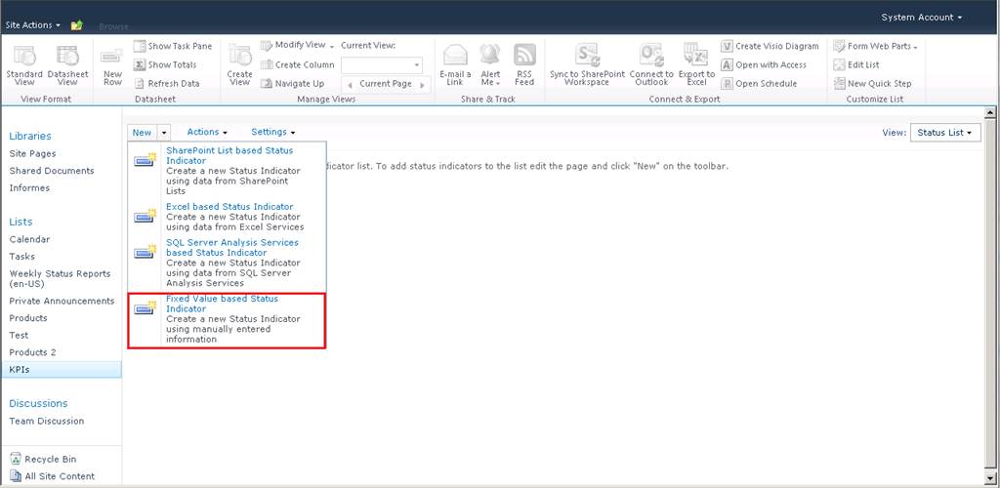 System Account
Site Actions
Browse
Standard View
Datasheet View
New Row
Show Task Pane
Show Totals
Refresh Data
Create View
Modify View
Create Column
Navigate Up
Current View:
Current Page
E-mail a Link
Alert Me
RSS Feed
Sync to SharePoint Workspace
Connect to Outlook
Export to Excel
Create Visio Diagram
Open with Access
Open Schedule
Form Web Parts
Edit List
New Quick Step
View Format
Datasheet
Manage Views
Share & Track
Connect & Export
Customize List
Libraries
Site Pages
Shared Documents
Informes
Lists
Calendar
Tasks
Weekly Status Reports
(en-US)
Private Announcements
Products
Test
Products 2
KPIs
Discussions
Team Discussion
Recycle Bin
All Site Content
New
Actions
Settings
View:
Status List
dicator list. To add status indicators to the list edit the page and click "New" on the toolbar.
SharePoint List based Status
Indicator
Create a new Status Indicator
using data from SharePoint
Lists
Excel based Status Indicator
Create a new Status Indicator
using data from Excel Services
SQL Server Analysis Services
based Status Indicator
Create a new Status Indicator
using data from SQL Server
Analysis Services
Fixed Value based Status
Indicator
Create a new Status Indicator
using manually entered
information